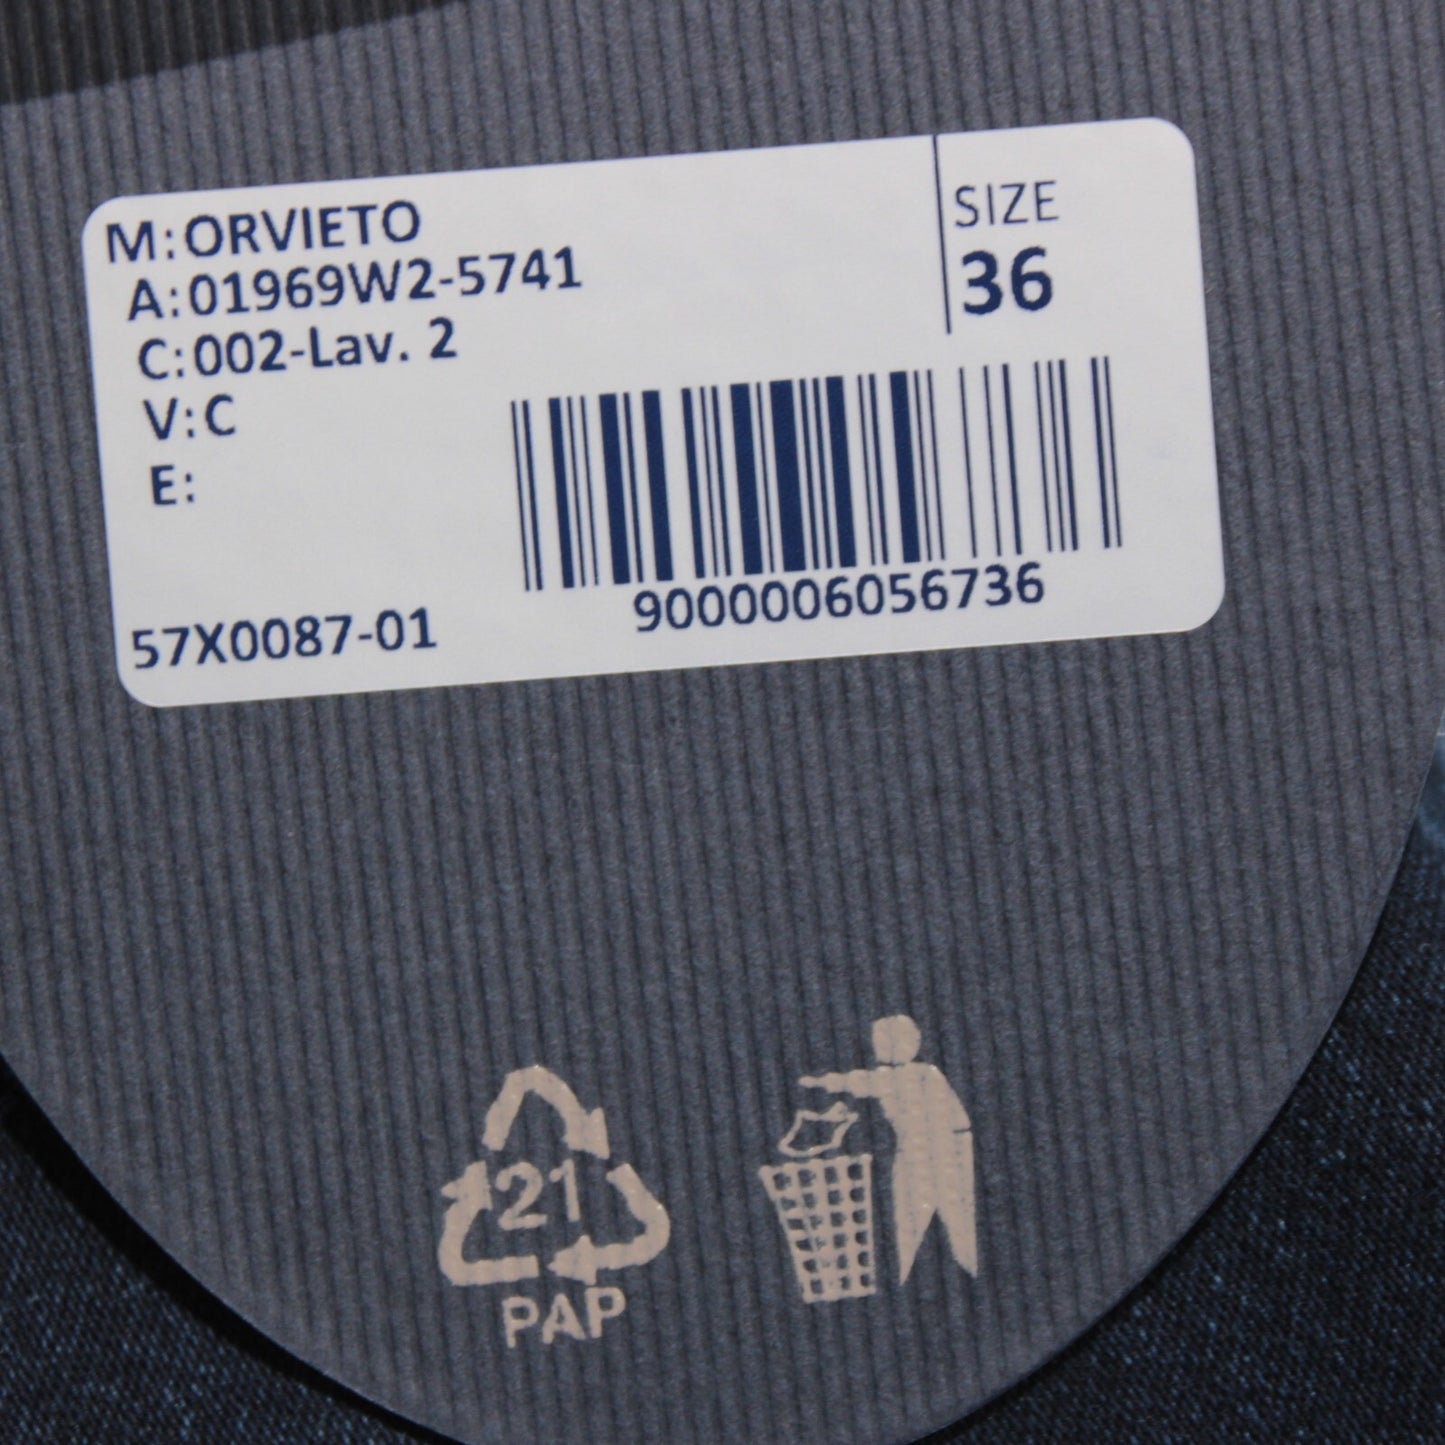 M: ORVIETO
A: 01969W2-5741
C: 002-Lav. 2
V: C
E:
SIZE
36
9000006056736
57X0087-01
21
PAP